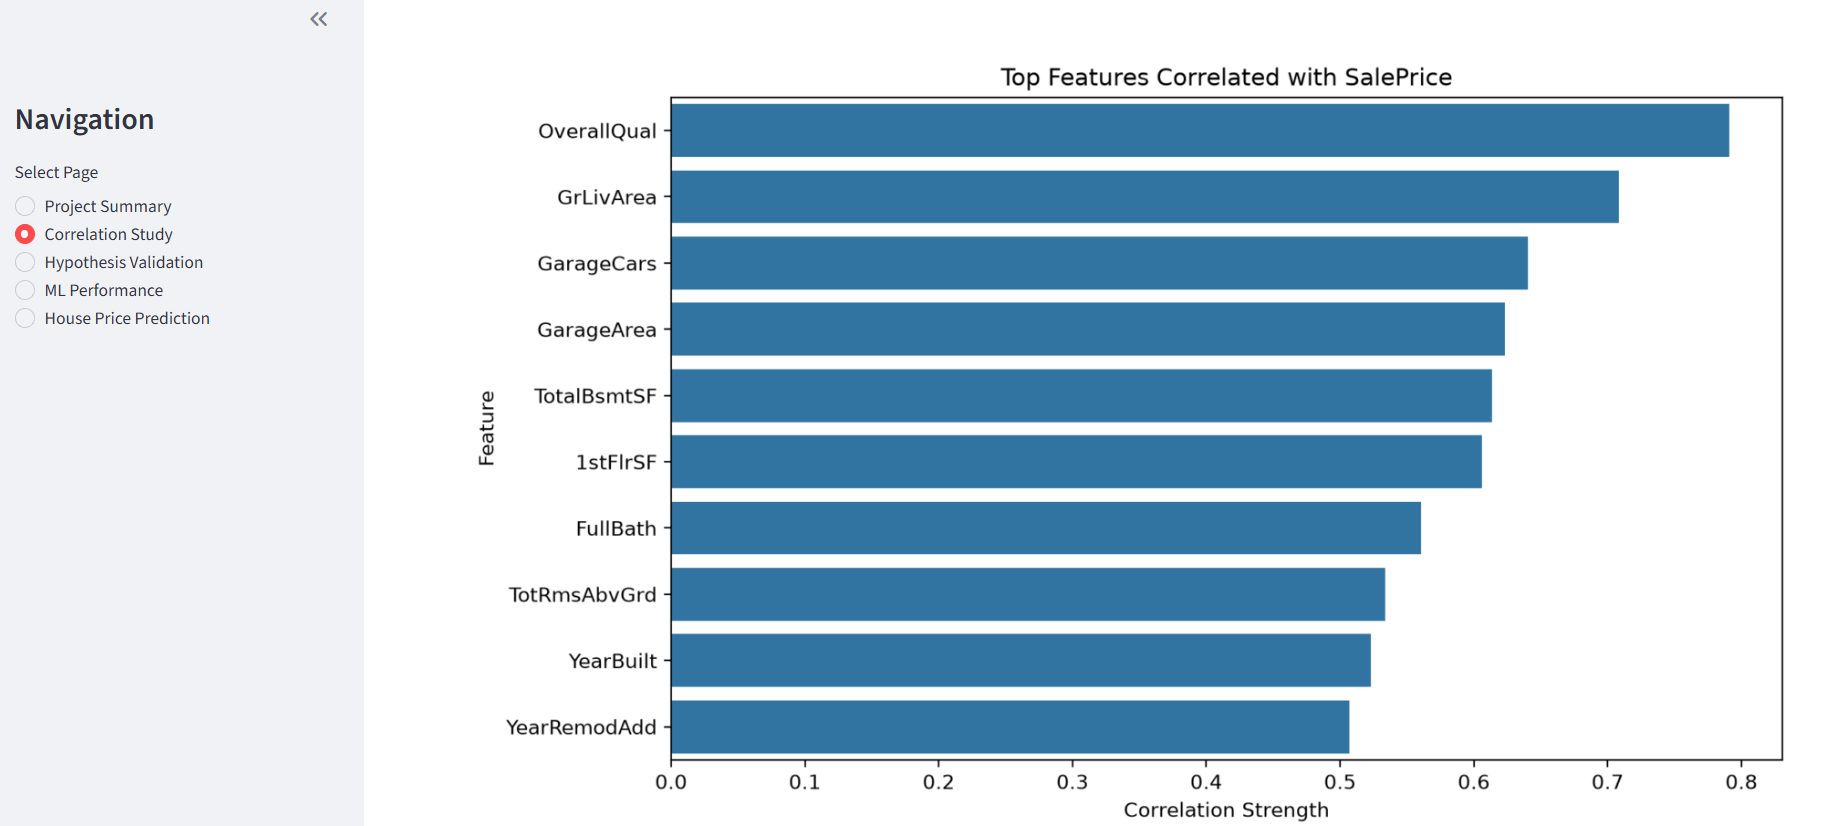 Navigation
Select Page
Project Summary
Correlation Study
Hypothesis Validation
ML Performance
House Price Prediction
Top Features Correlated with SalePrice
Feature
OverallQual
GrLivArea
GarageCars
GarageArea
TotalBsmtSF
1stFlrSF
FullBath
TotRmsAbvGrd
YearBuilt
YearRemodAdd
0.0 0.1 0.2 0.3 0.4 0.5 0.6 0.7 0.8
Correlation Strength